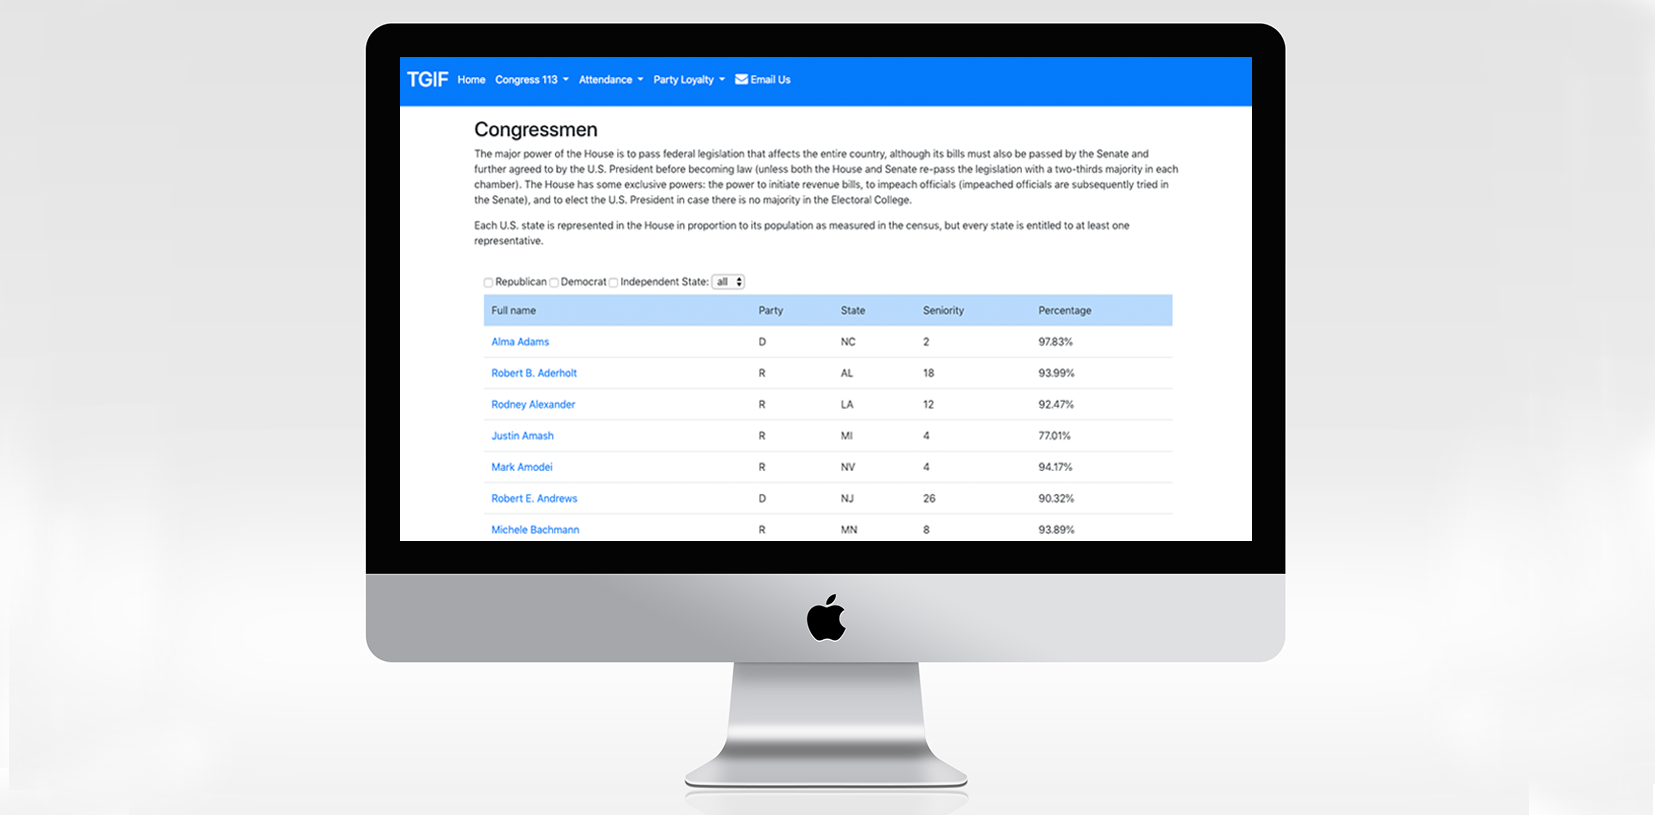 TGIF Home Congress 113 Attendance Party Loyalty Email Us
Congressmen
The major power of the House is to pass federal legislation that affects the entire country, although its bills must also be passed by the Senate and
further agreed to by the U.S. President before becoming law (unless both the House and Senate re-pass the legislation with a two-thirds majority in each
chamber). The House has some exclusive powers: the power to initiate revenue bills, to impeach officials (impeached officials are subsequently tried in
the Senate), and to elect the U.S. President in case there is no majority in the Electoral College.
Each U.S. state is represented in the House in proportion to its population as measured in the census, but every state is entitled to at least one
representative.
Republican Democrat Independent State: all
Full name Party State Seniority Percentage
Alma Adams D NC 2 97.83%
Robert B. Aderholt R AL 18 93.99%
Rodney Alexander R LA 12 92.47%
Justin Amash R MI 4 77.01%
Mark Amodei R NV 4 94.17%
Robert E. Andrews D NJ 26 90.32%
Michele Bachmann R MN 8 93.89%